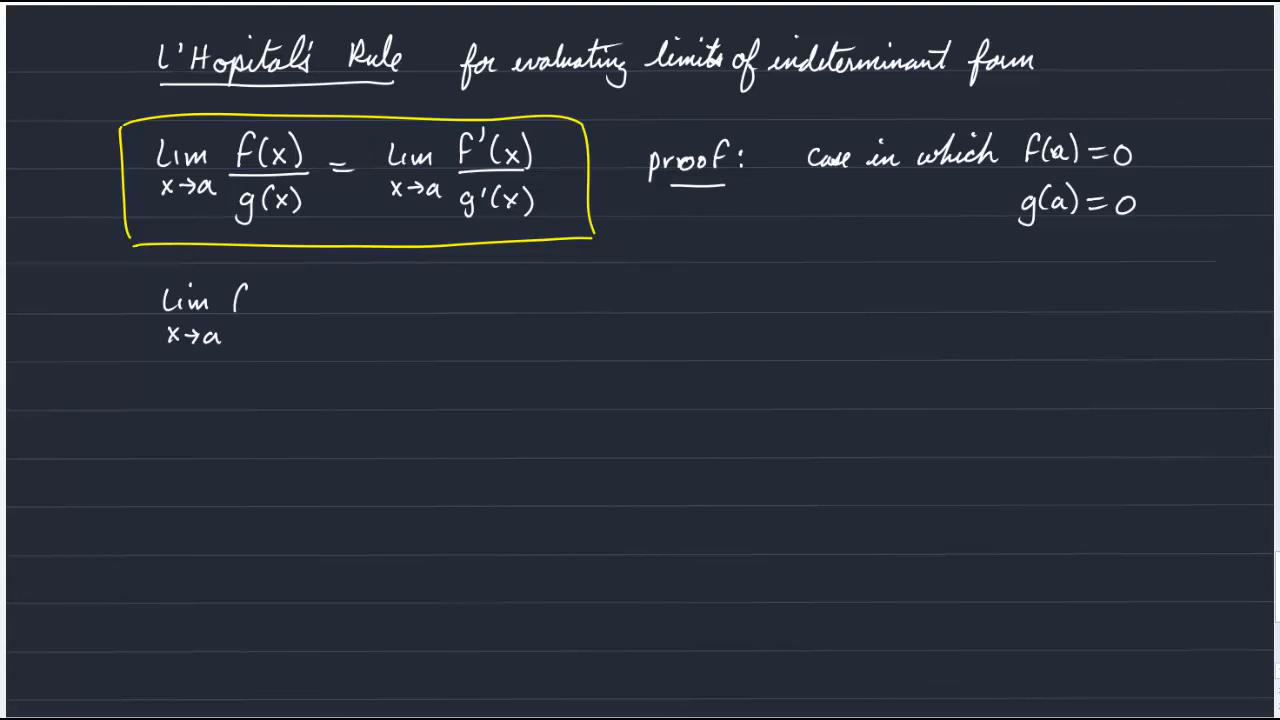 L'Hopital's Rule for evaluating limits of indeterminant form
lim x→a f(x)/g(x) = lim x→a f'(x)/g'(x) proof: case in which f(a) = 0
g(a) = 0
lim x→a f